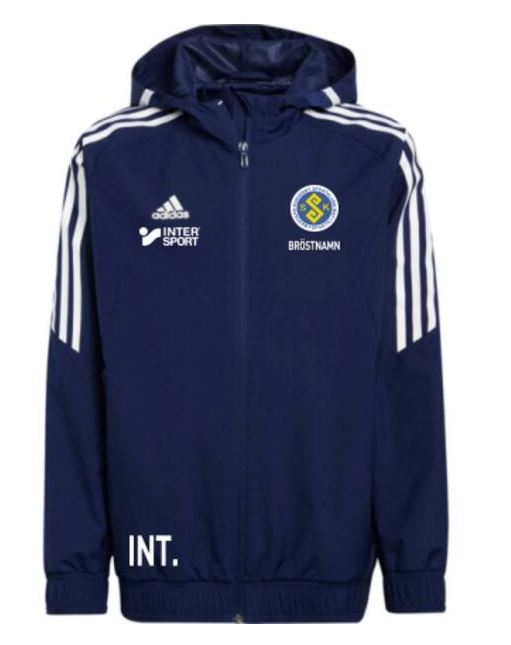 adidas
INTER
SPORT
S K
BRÖSTNAMN
INT.